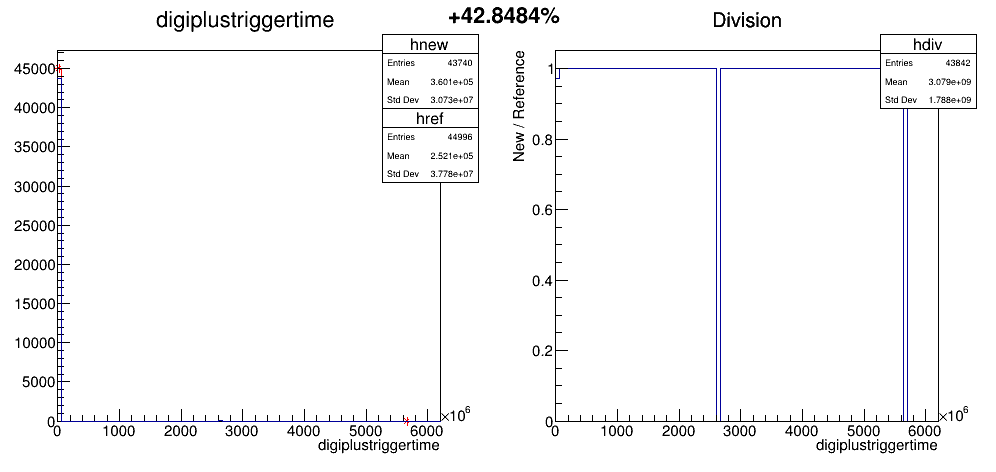 +42.8484%
digiplustriggertime
hnew
Entries 43740
Mean 3.601e+05
Std Dev 3.073e+07
href
Entries 44996
Mean 2.521e+05
Std Dev 3.778e+07
45000
40000
35000
30000
25000
20000
15000
10000
5000
0
0 1000 2000 3000 4000 5000 6000
×10⁶
digiplustriggertime
Division
hdiv
Entries 43842
Mean 3.079e+09
Std Dev 1.788e+09
New / Reference
1
0.8
0.6
0.4
0.2
0
0 1000 2000 3000 4000 5000 6000
×10⁶
digiplustriggertime